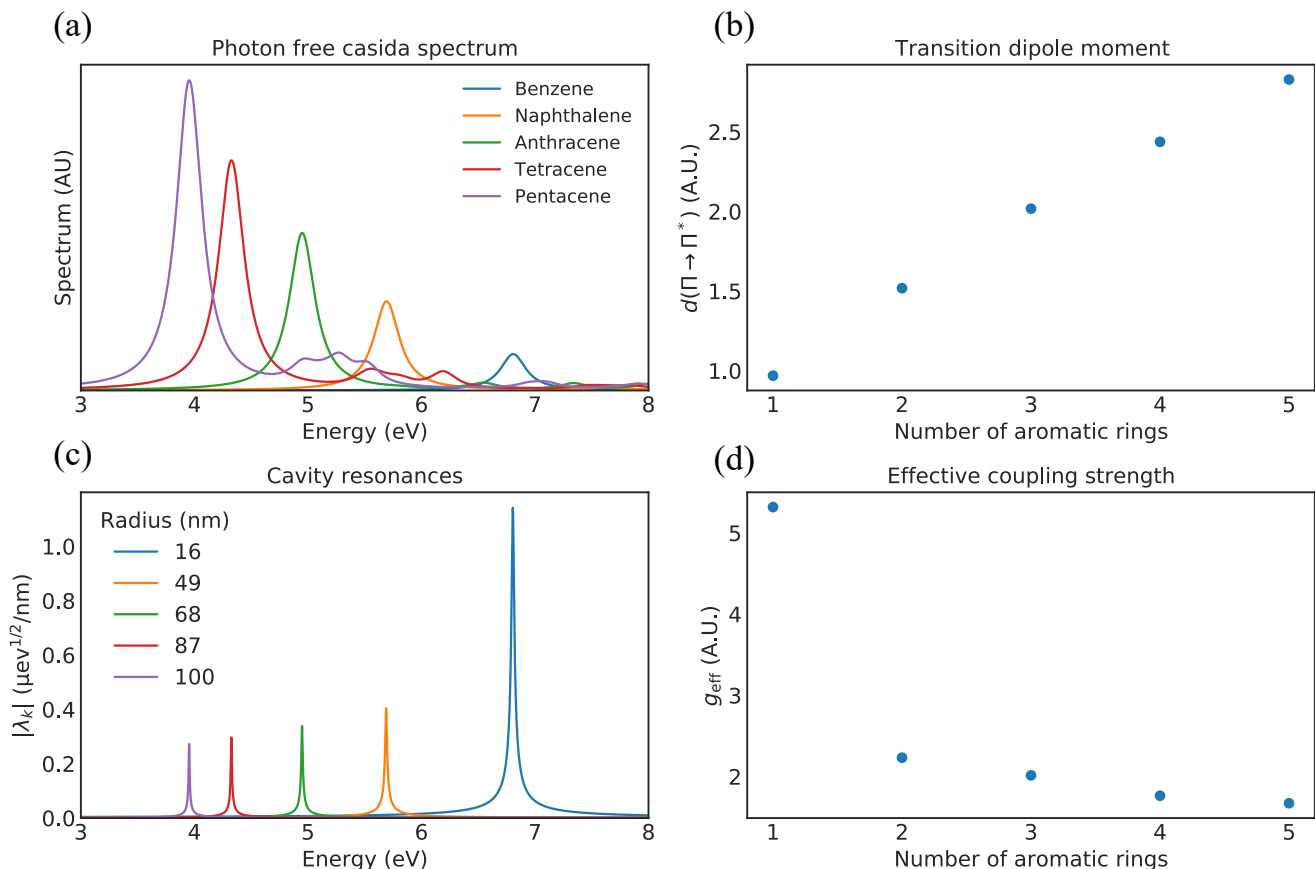 (a)
Photon free casida spectrum
Spectrum (AU)
Benzene
Naphthalene
Anthracene
Tetracene
Pentacene
3 4 5 6 7 8
Energy (eV)
(b)
Transition dipole moment
d(Π → Π*) (A.U.)
2.5
2.0
1.5
1.0
1 2 3 4 5
Number of aromatic rings
(c)
Cavity resonances
|λₖ| (μev¹ᐟ²/nm)
Radius (nm)
16
49
68
87
100
1.0
0.8
0.6
0.4
0.2
0.0
3 4 5 6 7 8
Energy (eV)
(d)
Effective coupling strength
g_eff (A.U.)
5
4
3
2
1 2 3 4 5
Number of aromatic rings